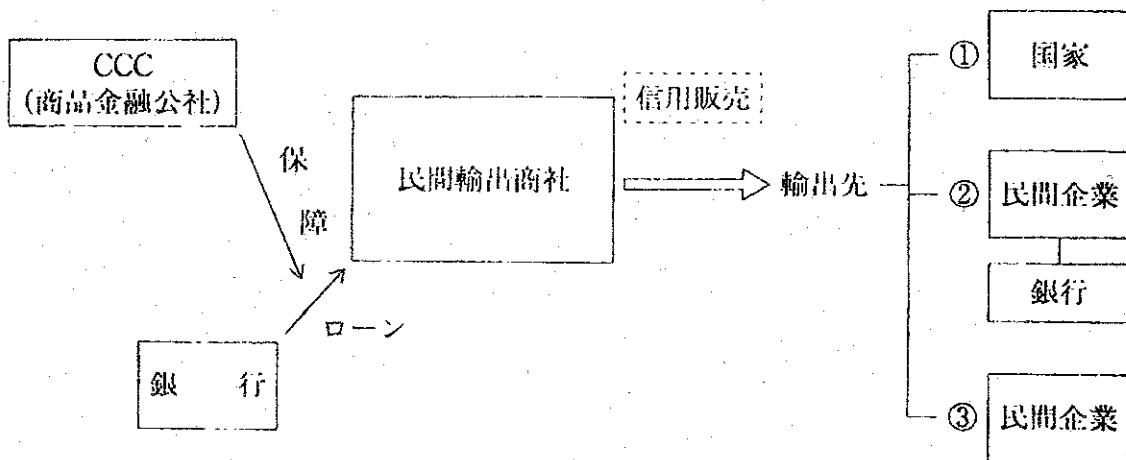 CCC
(商品金融公社)
保
障
民間輸出商社
信用販売
輸出先
銀 行
ローン
① 国家
② 民間企業
銀行
③ 民間企業